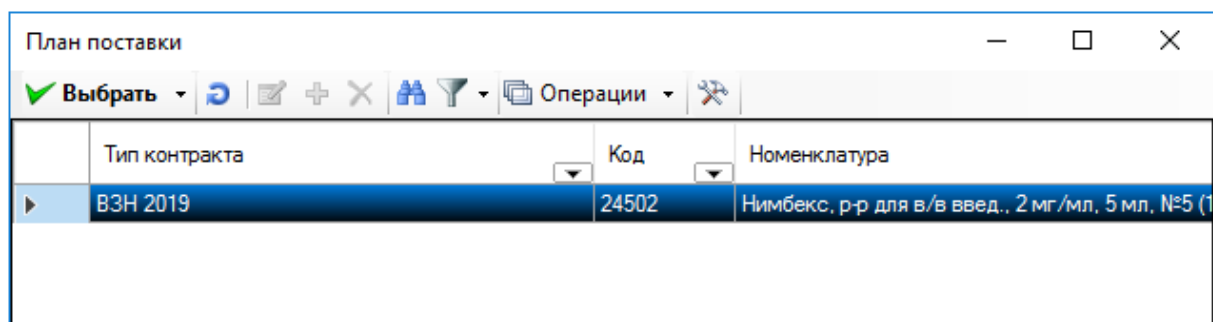 План поставки
Выбрать Операции
Тип контракта Код Номенклатура
ВЗН 2019 24502 Нимбекс, р-р для в/в введ., 2 мг/мл, 5 мл, №5 (1